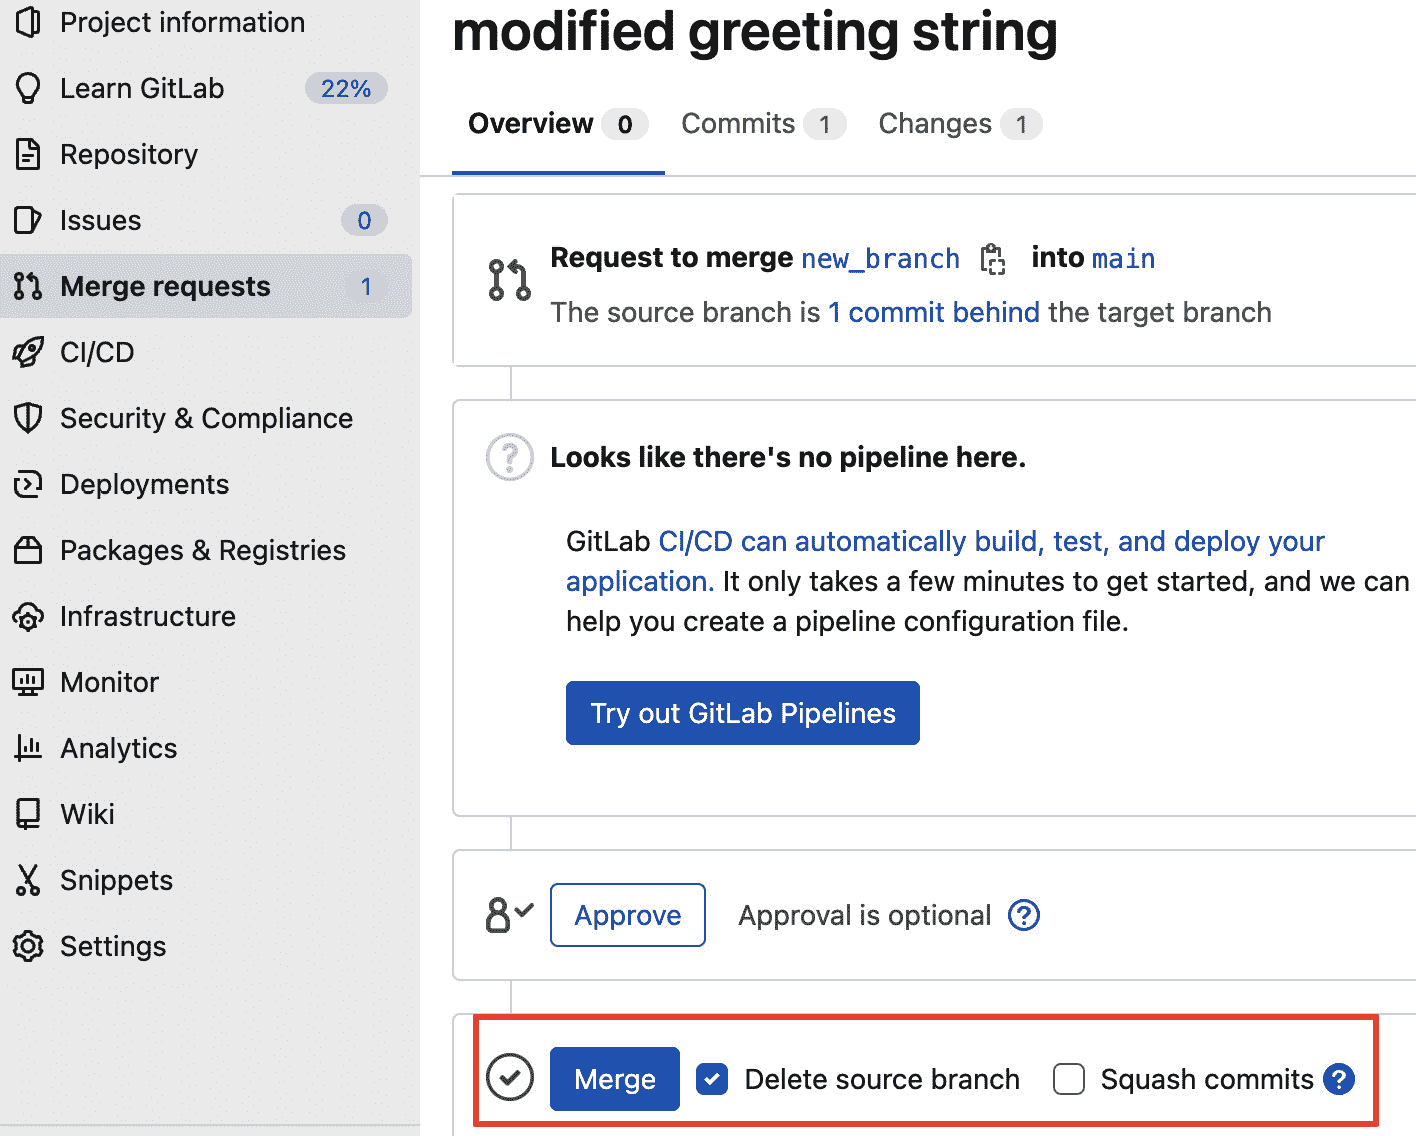 Project information
Learn GitLab 22%
Repository
Issues 0
Merge requests 1
CI/CD
Security & Compliance
Deployments
Packages & Registries
Infrastructure
Monitor
Analytics
Wiki
Snippets
Settings
modified greeting string
Overview 0 Commits 1 Changes 1
Request to merge new_branch into main
The source branch is 1 commit behind the target branch
Looks like there's no pipeline here.
GitLab CI/CD can automatically build, test, and deploy your
application. It only takes a few minutes to get started, and we can
help you create a pipeline configuration file.
Try out GitLab Pipelines
Approve Approval is optional
Merge Delete source branch Squash commits